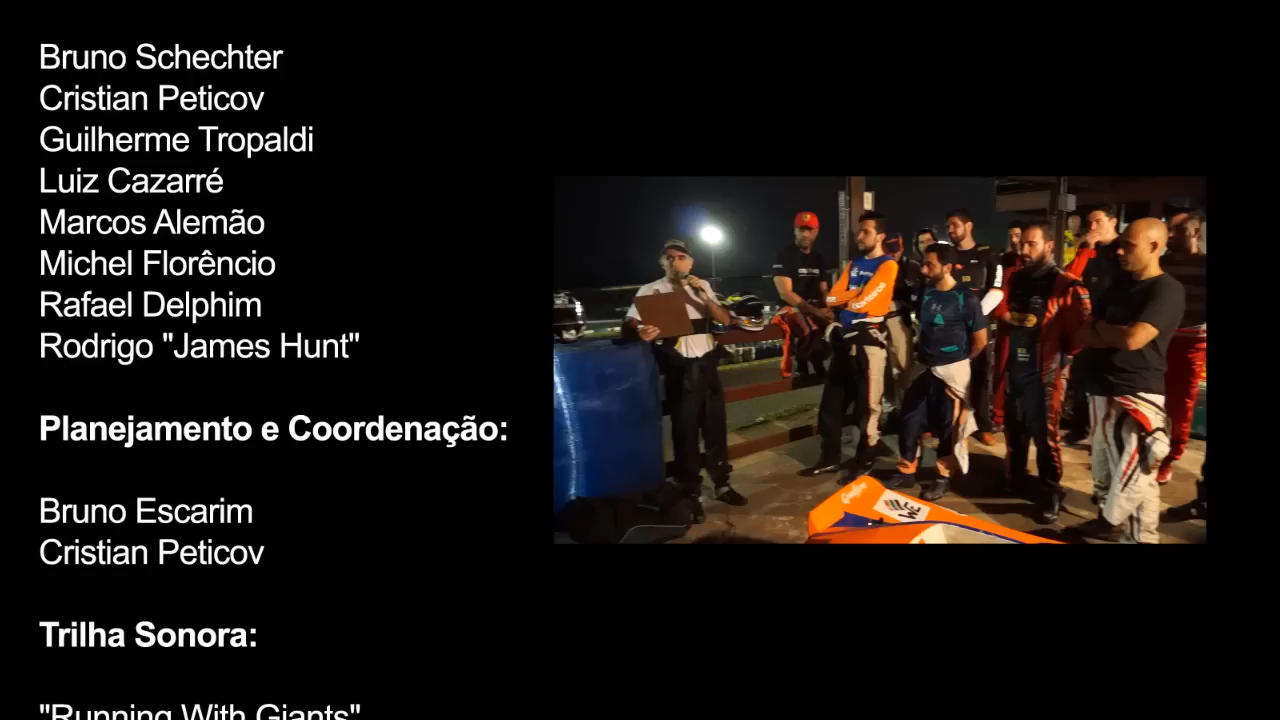 Bruno Schechter
Cristian Peticov
Guilherme Tropaldi
Luiz Cazarré
Marcos Alemão
Michel Florêncio
Rafael Delphim
Rodrigo "James Hunt"
Planejamento e Coordenação:
Bruno Escarim
Cristian Peticov
Trilha Sonora:
"Running With Giants"
WE